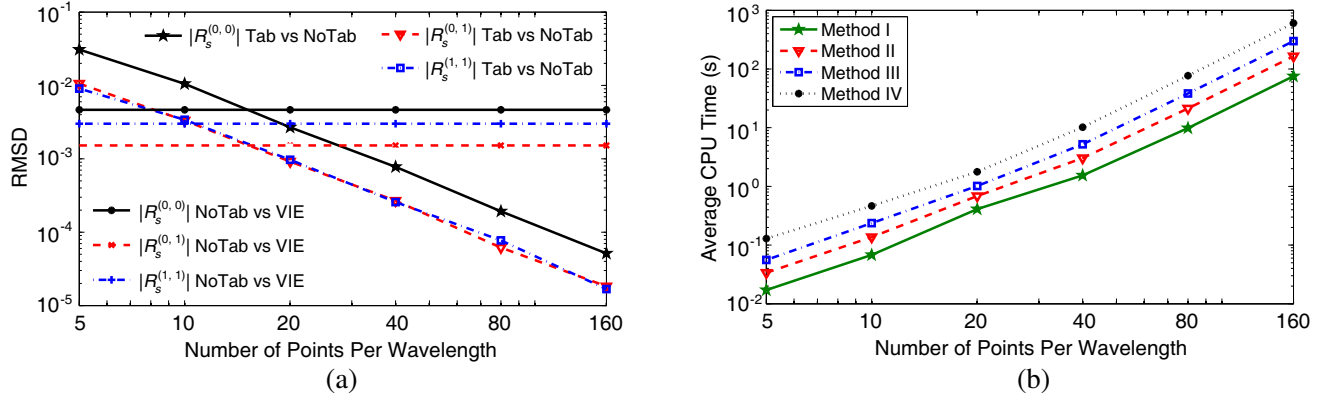 |R_s^(0, 0)| Tab vs NoTab
|R_s^(0, 1)| Tab vs NoTab
|R_s^(1, 1)| Tab vs NoTab
|R_s^(0, 0)| NoTab vs VIE
|R_s^(0, 1)| NoTab vs VIE
|R_s^(1, 1)| NoTab vs VIE
10^-1
10^-2
10^-3
10^-4
10^-5
RMSD
5 10 20 40 80 160
Number of Points Per Wavelength
(a)
Method I
Method II
Method III
Method IV
10^3
10^2
10^1
10^0
10^-1
10^-2
Average CPU Time (s)
5 10 20 40 80 160
Number of Points Per Wavelength
(b)